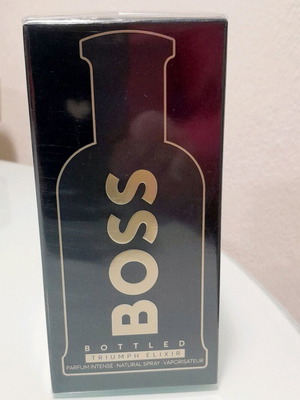 BOSS
BOTTLED
TRIUMPH ELIXIR
PARFUM INTENSE NATURAL SPRAY VAPORISATEUR